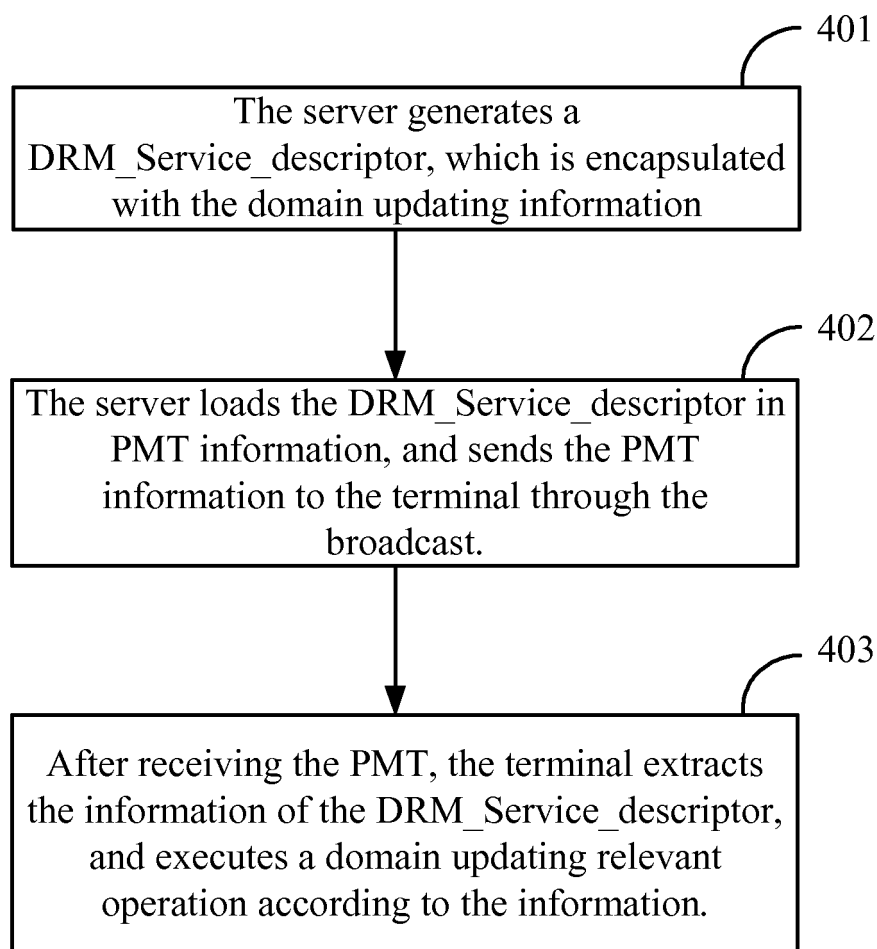 401
The server generates a
DRM_Service_descriptor, which is encapsulated
with the domain updating information
402
The server loads the DRM_Service_descriptor in
PMT information, and sends the PMT
information to the terminal through the
broadcast.
403
After receiving the PMT, the terminal extracts
the information of the DRM_Service_descriptor,
and executes a domain updating relevant
operation according to the information.